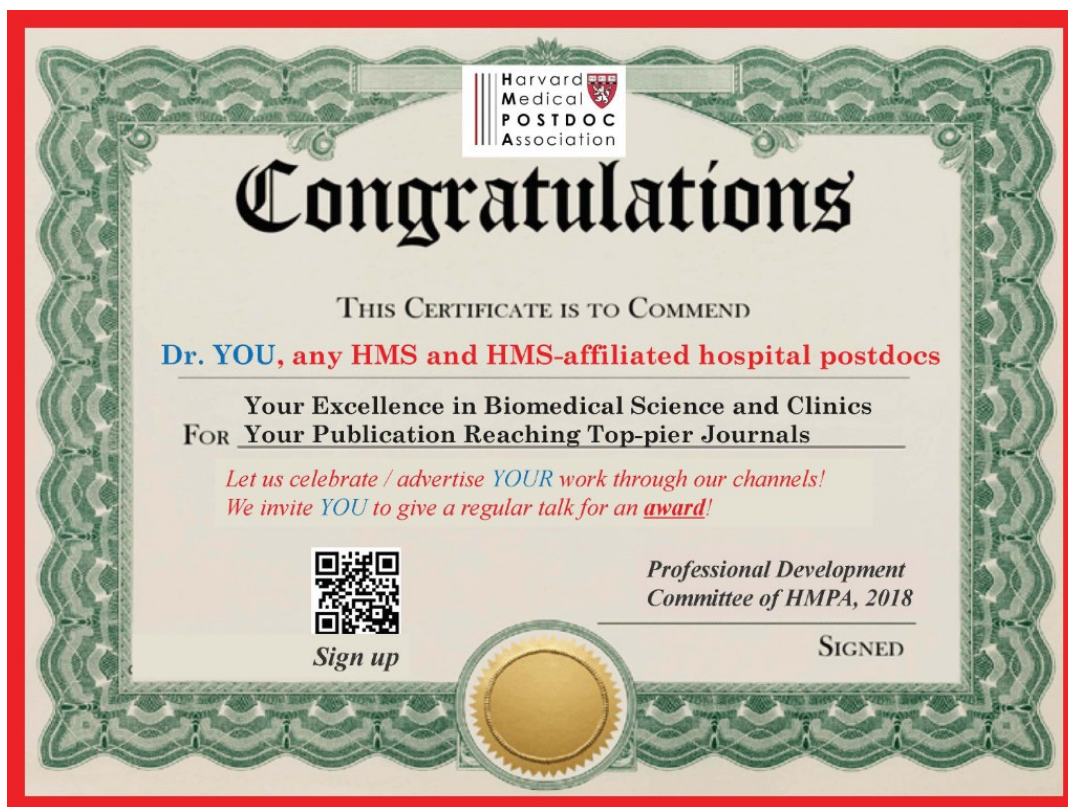 Harvard
Medical
POSTDOC
Association
Congratulations
THIS CERTIFICATE IS TO COMMEND
Dr. YOU, any HMS and HMS-affiliated hospital postdocs
Your Excellence in Biomedical Science and Clinics
FOR Your Publication Reaching Top-pier Journals
Let us celebrate / advertise YOUR work through our channels!
We invite YOU to give a regular talk for an award!
Professional Development
Committee of HMPA, 2018
Sign up
SIGNED